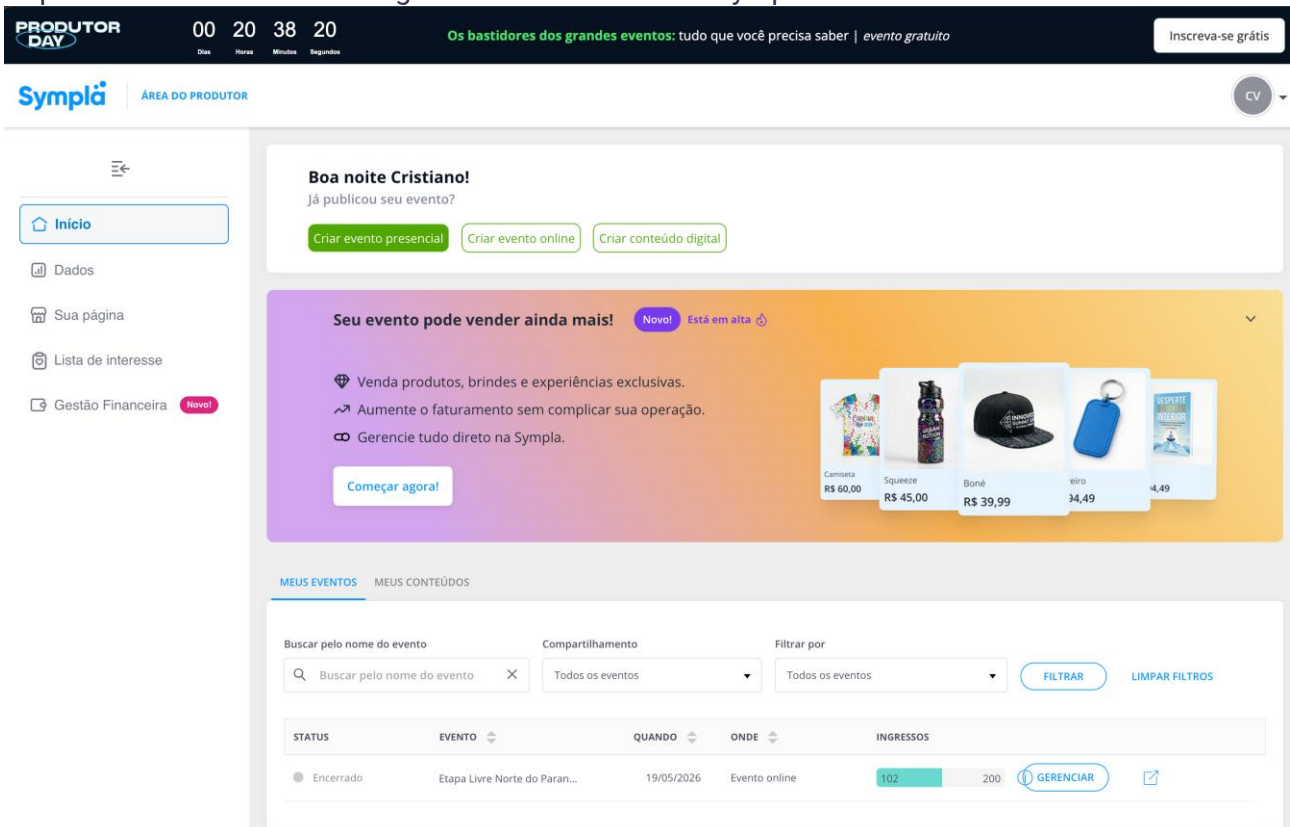 PRODUTOR DAY
00 20 38 20
Dias Horas Minutos Segundos
Os bastidores dos grandes eventos: tudo que você precisa saber | evento gratuito
Inscreva-se grátis
Sympla
ÁREA DO PRODUTOR
CV
Início
Dados
Sua página
Lista de interesse
Gestão Financeira Novo!
Boa noite Cristiano!
Já publicou seu evento?
Criar evento presencial Criar evento online Criar conteúdo digital
Seu evento pode vender ainda mais! Novo! Está em alta
Venda produtos, brindes e experiências exclusivas.
Aumente o faturamento sem complicar sua operação.
Gerencie tudo direto na Sympla.
Começar agora!
Camiseta
R$ 60,00
Squeeze
R$ 45,00
Boné
R$ 39,99
eiro
94,49
4,49
MEUS EVENTOS MEUS CONTEÚDOS
Buscar pelo nome do evento Compartilhamento Filtrar por
Buscar pelo nome do evento Todos os eventos Todos os eventos FILTRAR LIMPAR FILTROS
STATUS EVENTO QUANDO ONDE INGRESSOS
Encerrado Etapa Livre Norte do Paran... 19/05/2026 Evento online 102 200 GERENCIAR